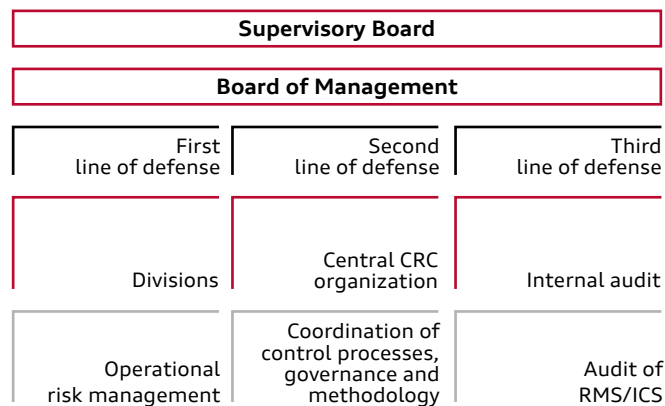 Supervisory Board
Board of Management
First
line of defense
Second
line of defense
Third
line of defense
Divisions
Central CRC
organization
Internal audit
Operational
risk management
Coordination of
control processes,
governance and
methodology
Audit of
RMS/ICS